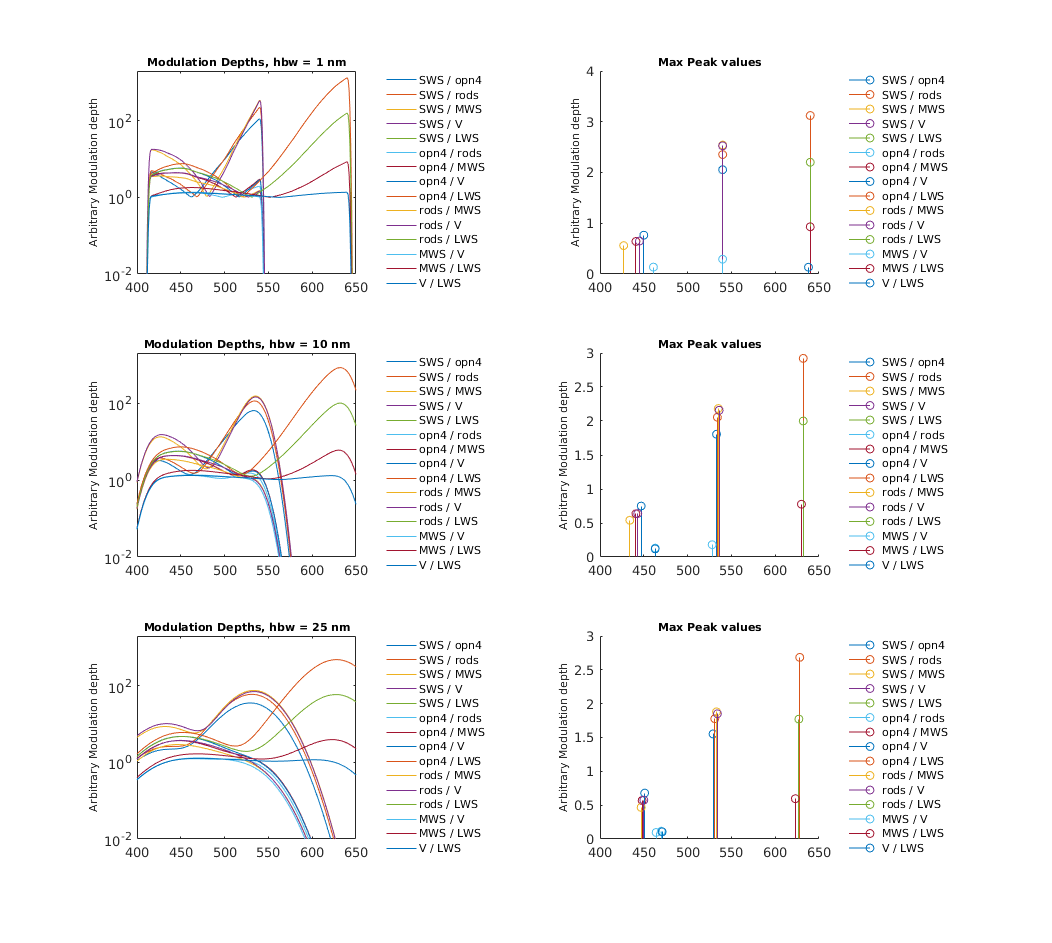 Modulation Depths, hbw = 1 nm
Arbitrary Modulation depth
10^2
10^0
10^-2
400 450 500 550 600 650
SWS / opn4
SWS / rods
SWS / MWS
SWS / V
SWS / LWS
opn4 / rods
opn4 / MWS
opn4 / V
opn4 / LWS
rods / MWS
rods / V
rods / LWS
MWS / V
MWS / LWS
V / LWS
Max Peak values
Arbitrary Modulation depth
4
3
2
1
0
400 450 500 550 600 650
SWS / opn4
SWS / rods
SWS / MWS
SWS / V
SWS / LWS
opn4 / rods
opn4 / MWS
opn4 / V
opn4 / LWS
rods / MWS
rods / V
rods / LWS
MWS / V
MWS / LWS
V / LWS
Modulation Depths, hbw = 10 nm
Arbitrary Modulation depth
10^2
10^0
10^-2
400 450 500 550 600 650
SWS / opn4
SWS / rods
SWS / MWS
SWS / V
SWS / LWS
opn4 / rods
opn4 / MWS
opn4 / V
opn4 / LWS
rods / MWS
rods / V
rods / LWS
MWS / V
MWS / LWS
V / LWS
Max Peak values
Arbitrary Modulation depth
3
2.5
2
1.5
1
0.5
0
400 450 500 550 600 650
SWS / opn4
SWS / rods
SWS / MWS
SWS / V
SWS / LWS
opn4 / rods
opn4 / MWS
opn4 / V
opn4 / LWS
rods / MWS
rods / V
rods / LWS
MWS / V
MWS / LWS
V / LWS
Modulation Depths, hbw = 25 nm
Arbitrary Modulation depth
10^2
10^0
10^-2
400 450 500 550 600 650
SWS / opn4
SWS / rods
SWS / MWS
SWS / V
SWS / LWS
opn4 / rods
opn4 / MWS
opn4 / V
opn4 / LWS
rods / MWS
rods / V
rods / LWS
MWS / V
MWS / LWS
V / LWS
Max Peak values
Arbitrary Modulation depth
3
2.5
2
1.5
1
0.5
0
400 450 500 550 600 650
SWS / opn4
SWS / rods
SWS / MWS
SWS / V
SWS / LWS
opn4 / rods
opn4 / MWS
opn4 / V
opn4 / LWS
rods / MWS
rods / V
rods / LWS
MWS / V
MWS / LWS
V / LWS